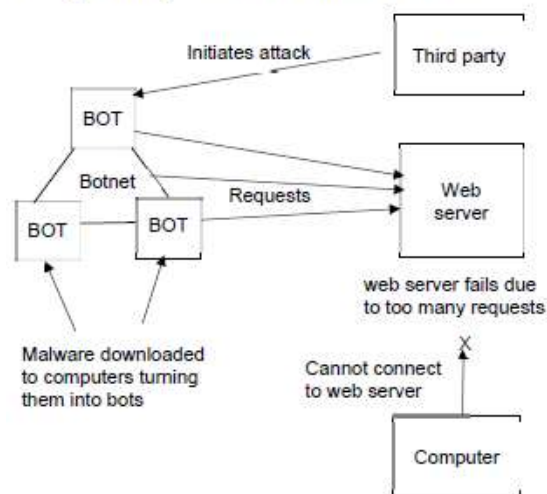 Initiates attack
Third party
BOT
Botnet
Requests
Web
server
BOT
BOT
web server fails due
to too many requests
Malware downloaded
to computers turning
them into bots
X
Cannot connect
to web server
Computer